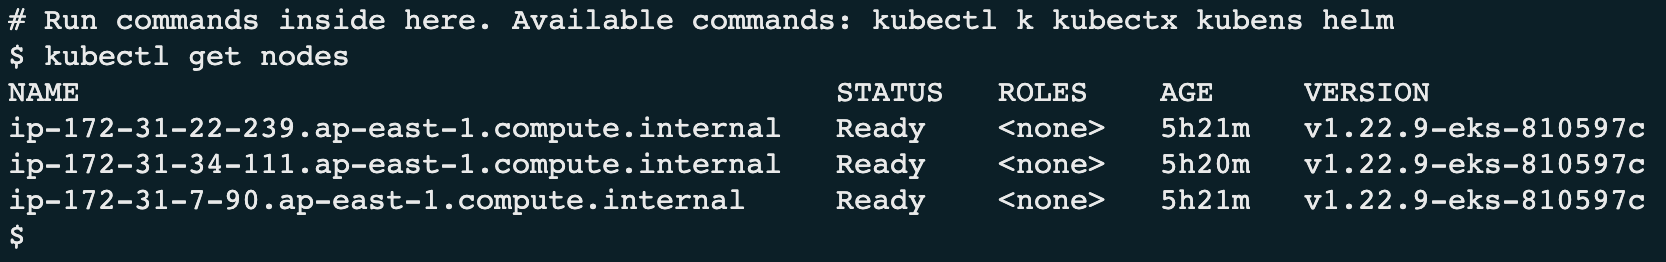 # Run commands inside here. Available commands: kubectl k kubectx kubens helm
$ kubectl get nodes
NAME STATUS ROLES AGE VERSION
ip-172-31-22-239.ap-east-1.compute.internal Ready <none> 5h21m v1.22.9-eks-810597c
ip-172-31-34-111.ap-east-1.compute.internal Ready <none> 5h20m v1.22.9-eks-810597c
ip-172-31-7-90.ap-east-1.compute.internal Ready <none> 5h21m v1.22.9-eks-810597c
$